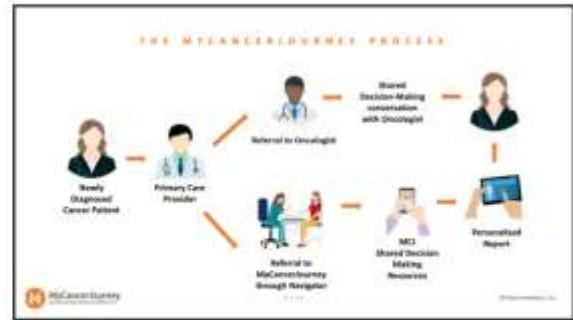 THE MYCANCERJOURNEY PROCESS
Shared
Decision-Making
conversation
with Oncologist
Referral to Oncologist
Newly
Diagnosed
Cancer Patient
Primary Care
Provider
Referral to
MyCancerJourney
through Navigator
MCJ
Shared Decision
Making
Resources
Personalized
Report
MyCancerJourney